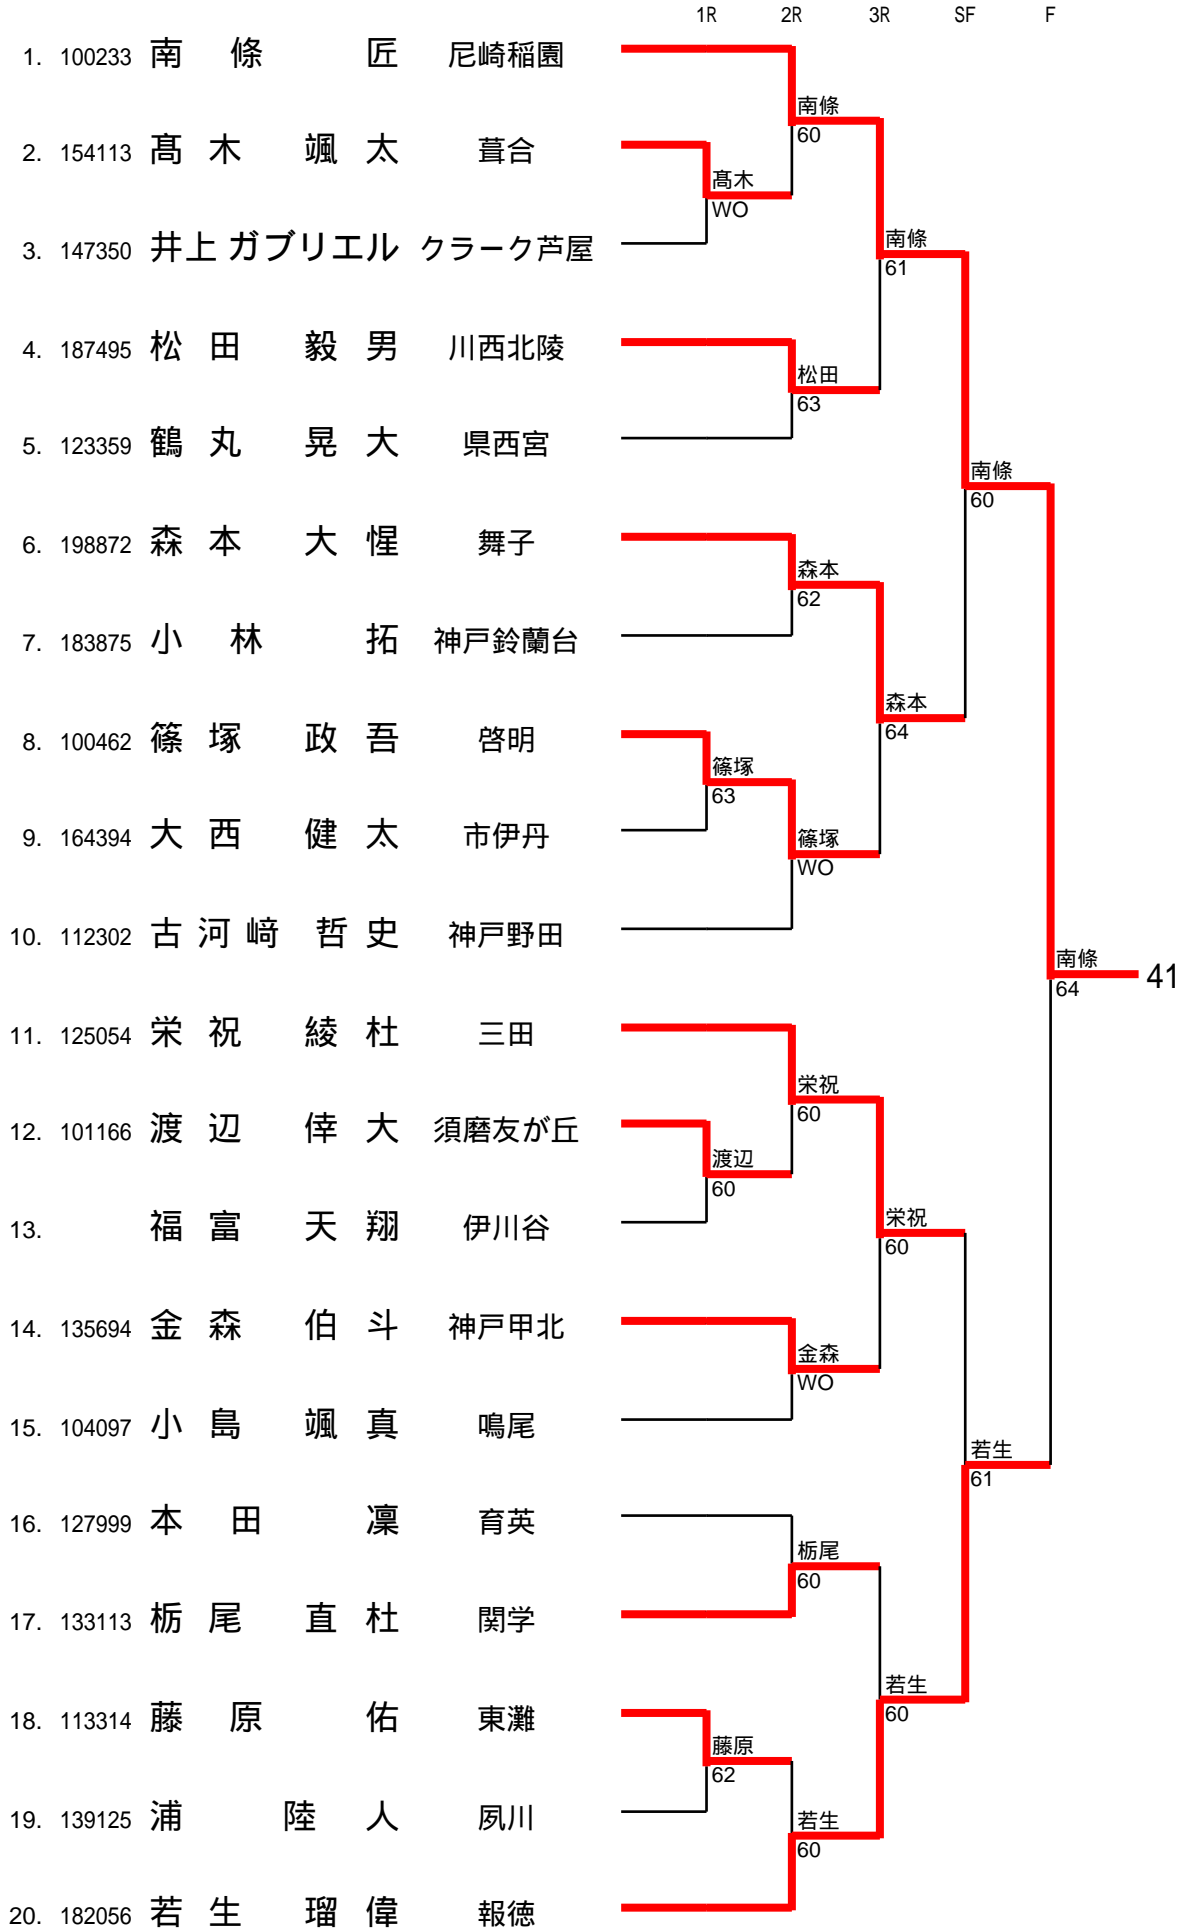 1R 2R 3R SF F
1. 100233 南條 匠 尼崎稲園
南條
60
2. 154113 髙木 颯太 葺合
髙木
WO
3. 147350 井上 ガブリエル クラーク芦屋
南條
61
4. 187495 松田 毅男 川西北陵
松田
63
5. 123359 鶴丸 晃大 県西宮
南條
60
6. 198872 森本 大惺 舞子
森本
62
7. 183875 小林 拓 神戸鈴蘭台
森本
64
8. 100462 篠塚 政吾 啓明
篠塚
63
9. 164394 大西 健太 市伊丹
篠塚
WO
10. 112302 古河﨑 哲史 神戸野田
南條
64
41
11. 125054 栄祝 綾杜 三田
栄祝
60
12. 101166 渡辺 倖大 須磨友が丘
渡辺
60
13. 福富 天翔 伊川谷
栄祝
60
14. 135694 金森 伯斗 神戸甲北
金森
WO
15. 104097 小島 颯真 鳴尾
若生
61
16. 127999 本田 凜 育英
栃尾
60
17. 133113 栃尾 直杜 関学
若生
60
18. 113314 藤原 佑 東灘
藤原
62
19. 139125 浦 陸人 夙川
若生
60
20. 182056 若生 瑠偉 報徳